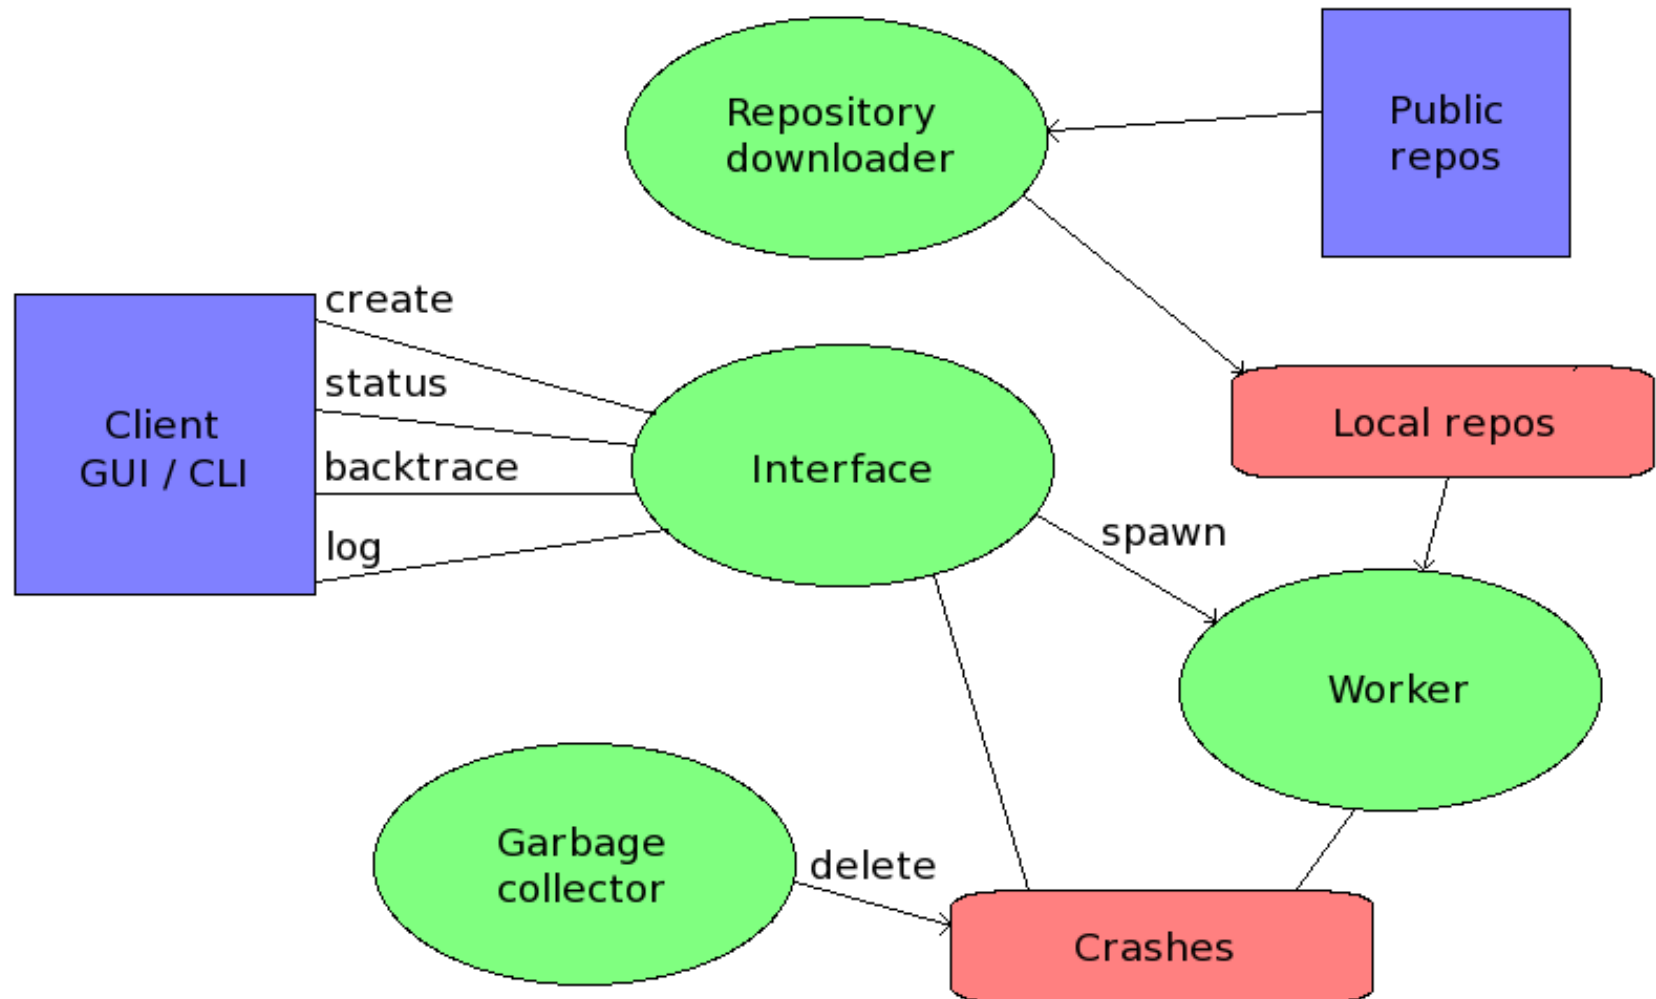 Repository
downloader
Public
repos
create
status
backtrace
log
Client
GUI / CLI
Interface
Local repos
spawn
Worker
Garbage
collector
delete
Crashes